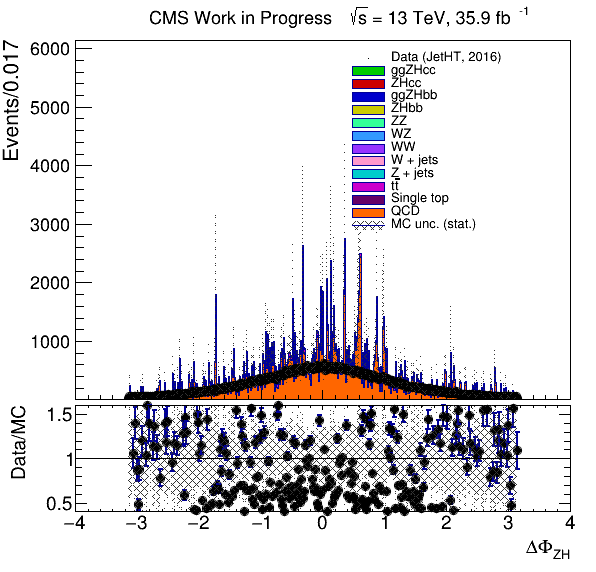 CMS Work in Progress √s = 13 TeV, 35.9 fb⁻¹
Events/0.017
6000
5000
4000
3000
2000
1000
Data (JetHT, 2016)
ggZHcc
ZHcc
ggZHbb
ZHbb
ZZ
WZ
WW
W + jets
Z + jets
tt̄
Single top
QCD
MC unc. (stat.)
Data/MC
1.5
1
0.5
−4 −3 −2 −1 0 1 2 3 4
ΔΦ_ZH